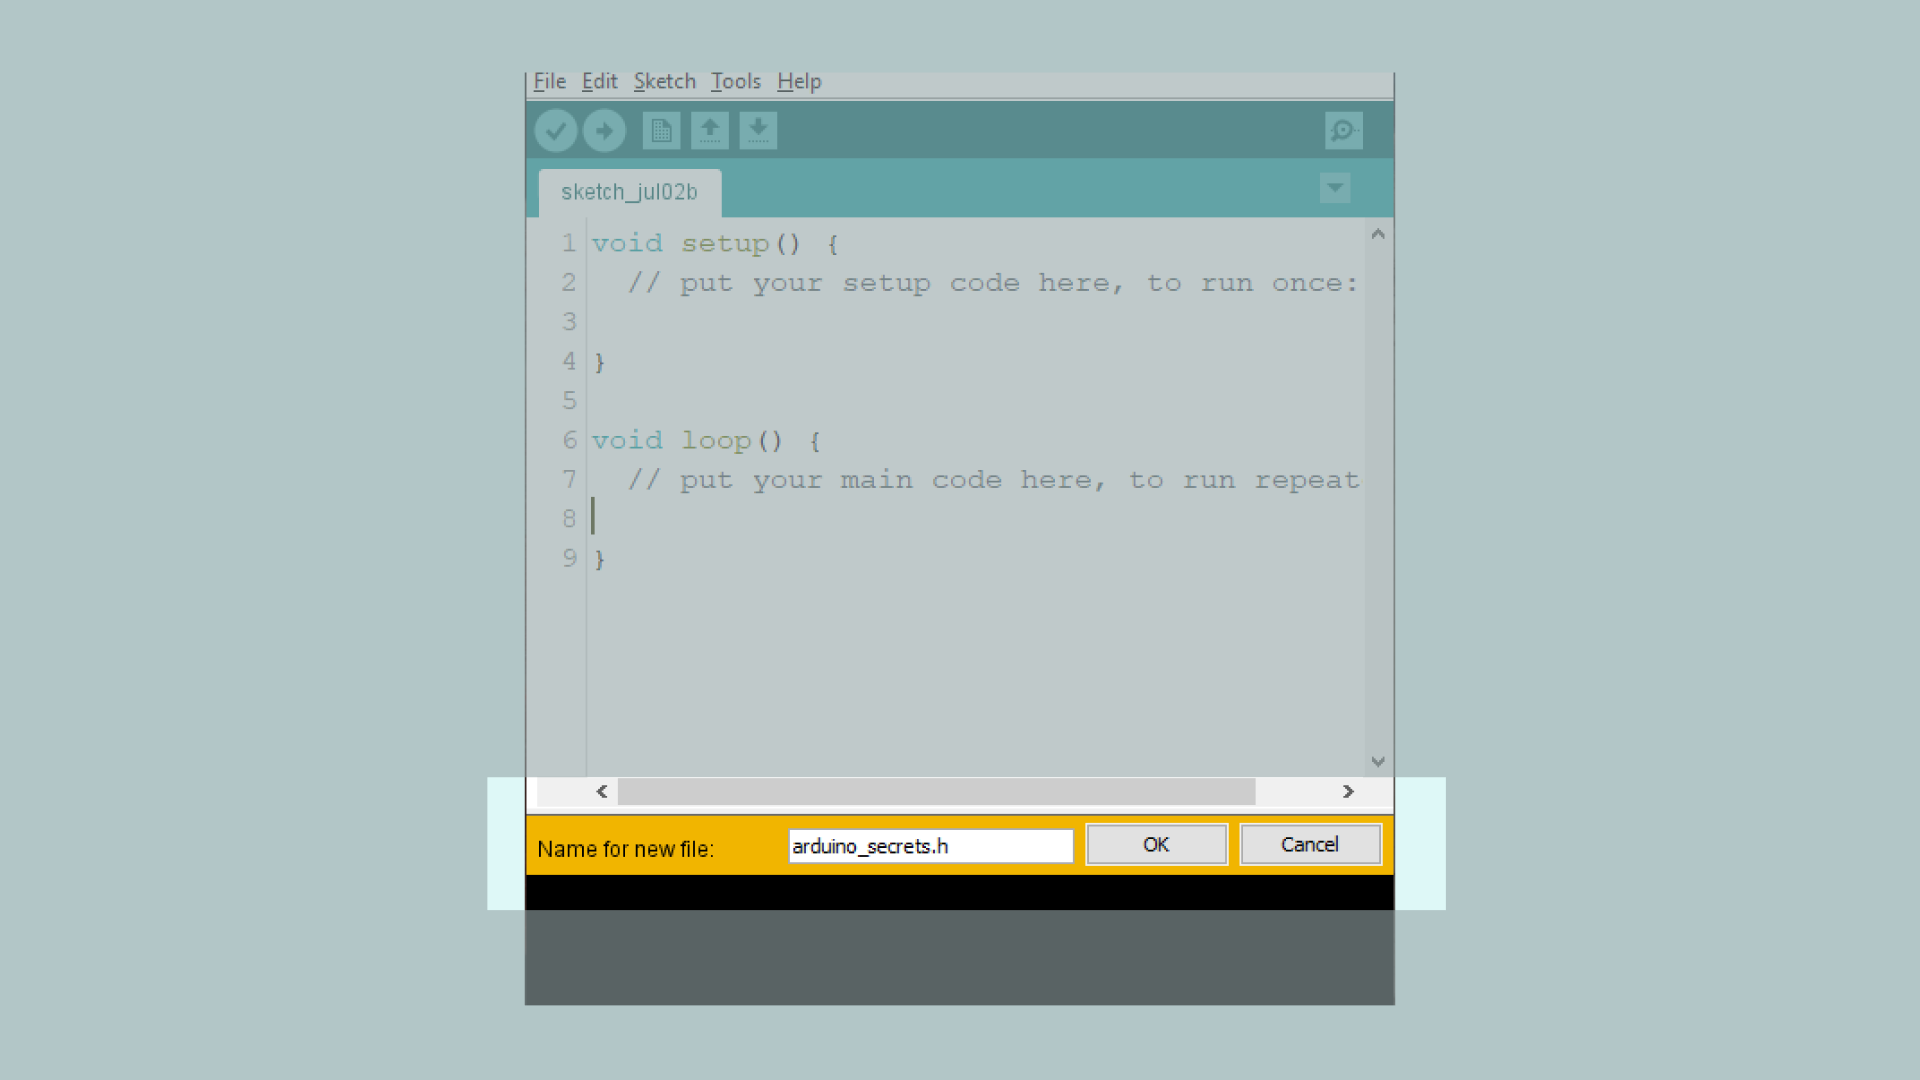 File Edit Sketch Tools Help
sketch_jul02b
1 void setup() {
2   // put your setup code here, to run once:
3
4 }
5
6 void loop() {
7   // put your main code here, to run repeat
8
9 }
Name for new file: arduino_secrets.h OK Cancel